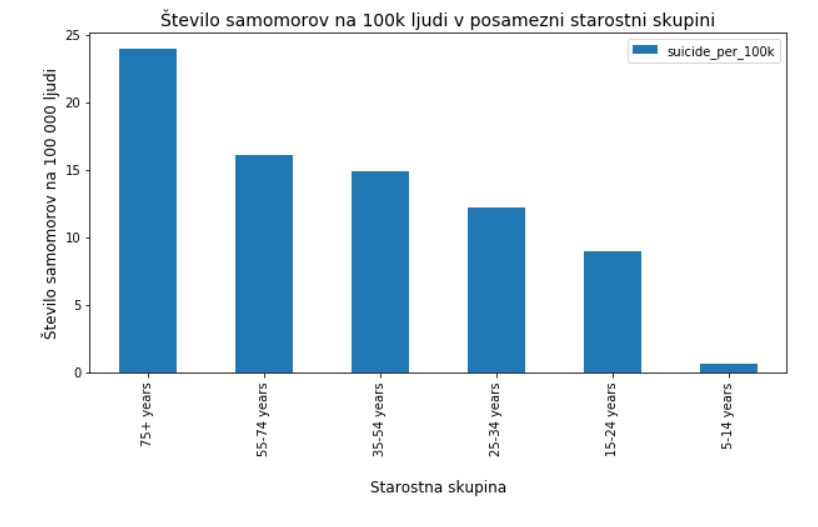 Število samomorov na 100k ljudi v posamezni starostni skupini
suicide_per_100k
Število samomorov na 100 000 ljudi
25
20
15
10
5
0
75+ years
55-74 years
35-54 years
25-34 years
15-24 years
5-14 years
Starostna skupina